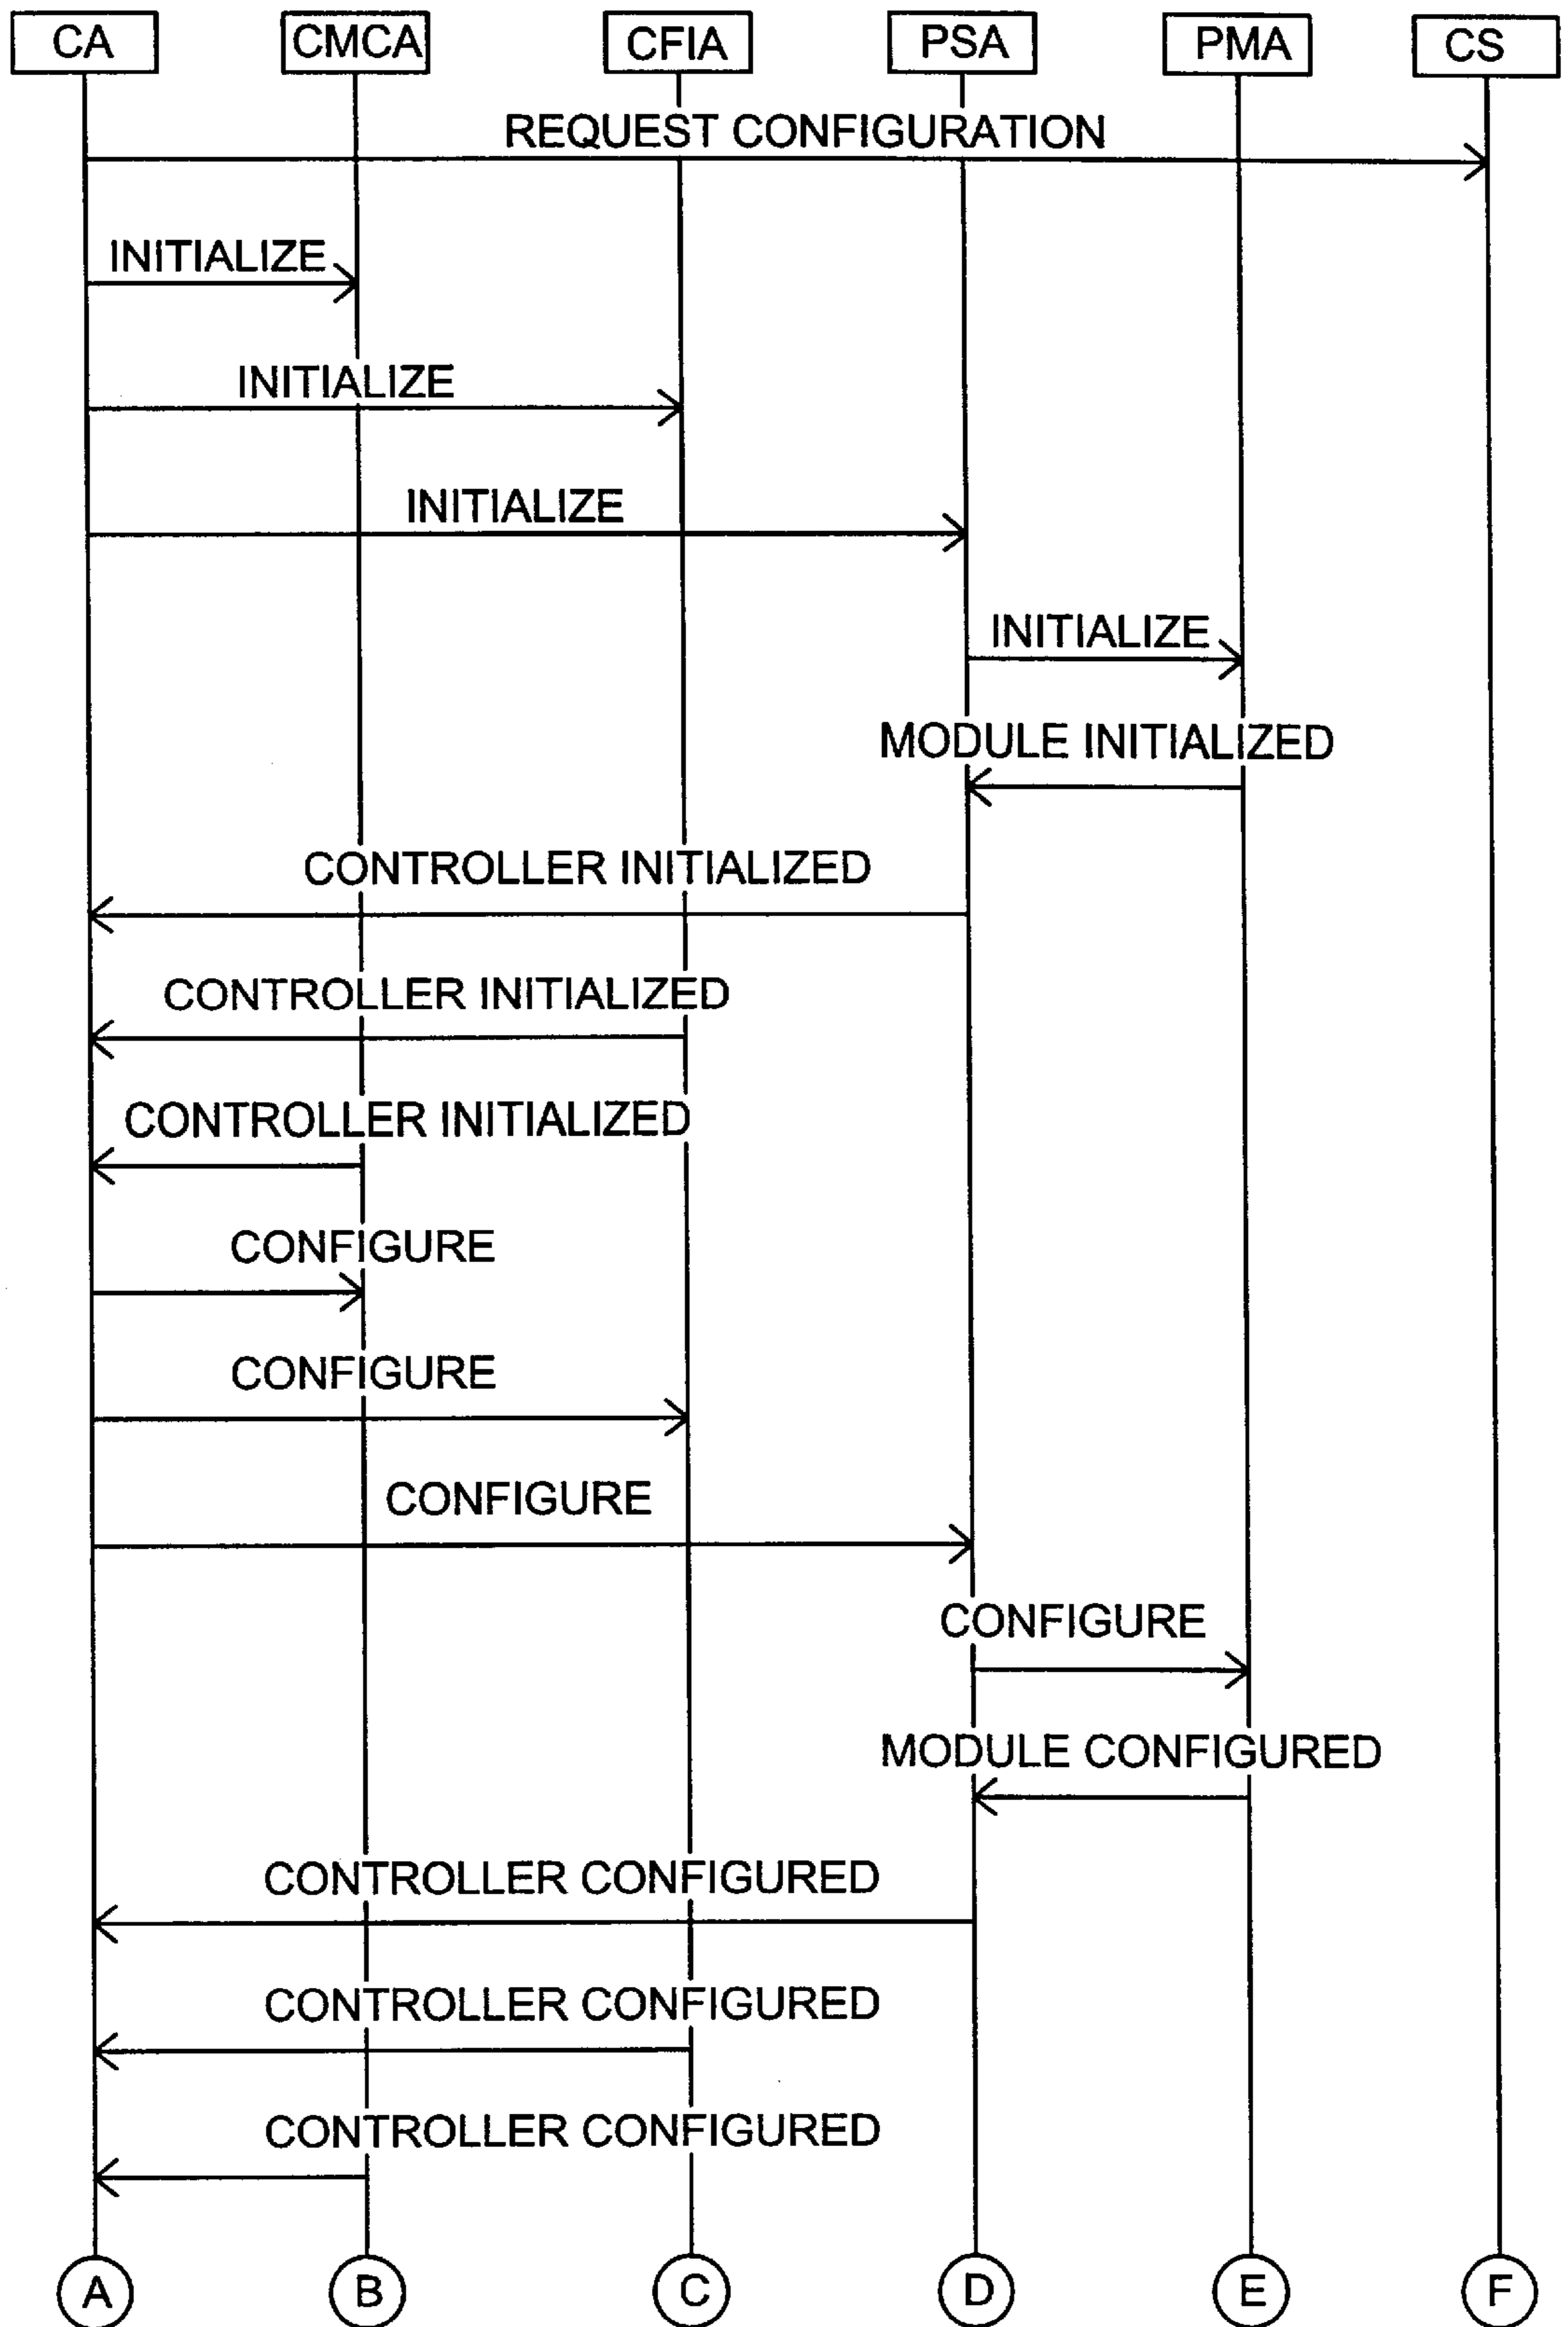 CA CMCA CFIA PSA PMA CS
REQUEST CONFIGURATION
INITIALIZE
INITIALIZE
INITIALIZE
INITIALIZE
MODULE INITIALIZED
CONTROLLER INITIALIZED
CONTROLLER INITIALIZED
CONTROLLER INITIALIZED
CONFIGURE
CONFIGURE
CONFIGURE
CONFIGURE
MODULE CONFIGURED
CONTROLLER CONFIGURED
CONTROLLER CONFIGURED
CONTROLLER CONFIGURED
A B C D E F